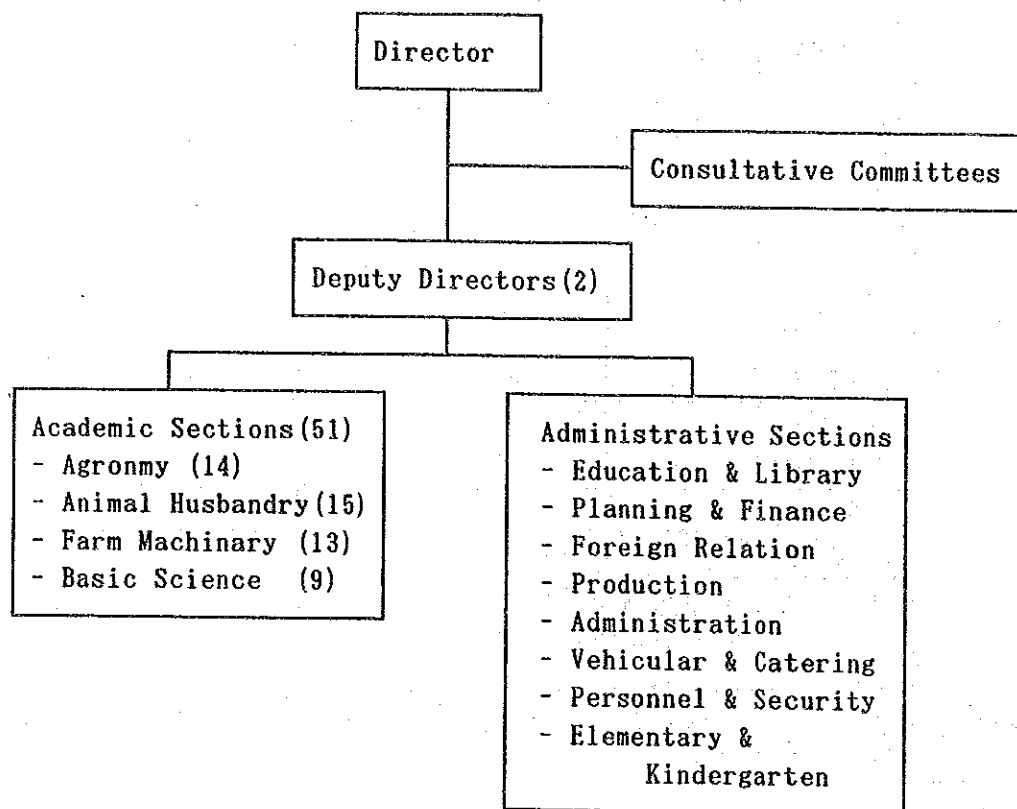 Director
Consultative Committees
Deputy Directors(2)
Academic Sections(51)
- Agronmy (14)
- Animal Husbandry(15)
- Farm Machinary (13)
- Basic Science (9)
Administrative Sections
- Education & Library
- Planning & Finance
- Foreign Relation
- Production
- Administration
- Vehicular & Catering
- Personnel & Security
- Elementary &
Kindergarten